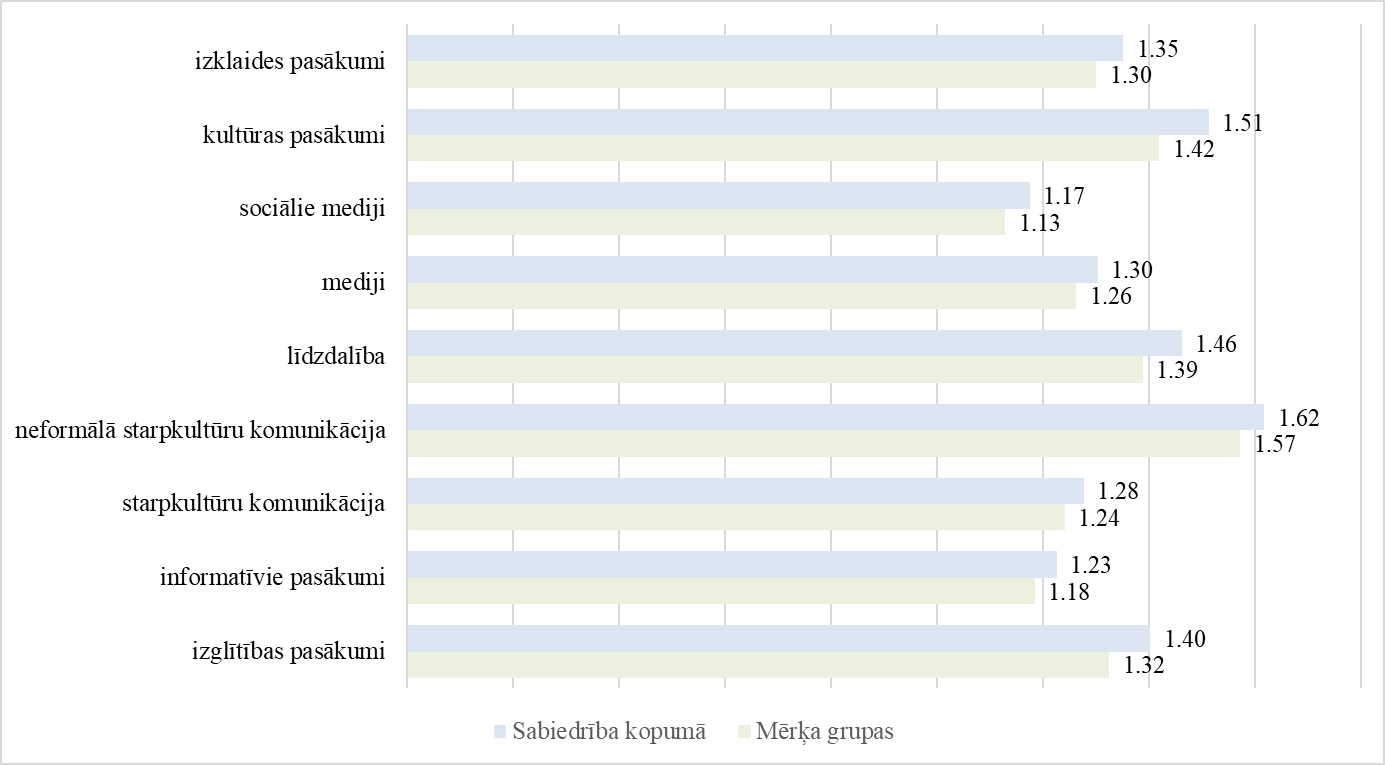 izklaides pasākumi
1.35
1.30
kultūras pasākumi
1.51
1.42
sociālie mediji
1.17
1.13
mediji
1.30
1.26
līdzdalība
1.46
1.39
neformālā starpkultūru komunikācija
1.62
1.57
starpkultūru komunikācija
1.28
1.24
informatīvie pasākumi
1.23
1.18
izglītības pasākumi
1.40
1.32
Sabiedrība kopumā
Mērķa grupas